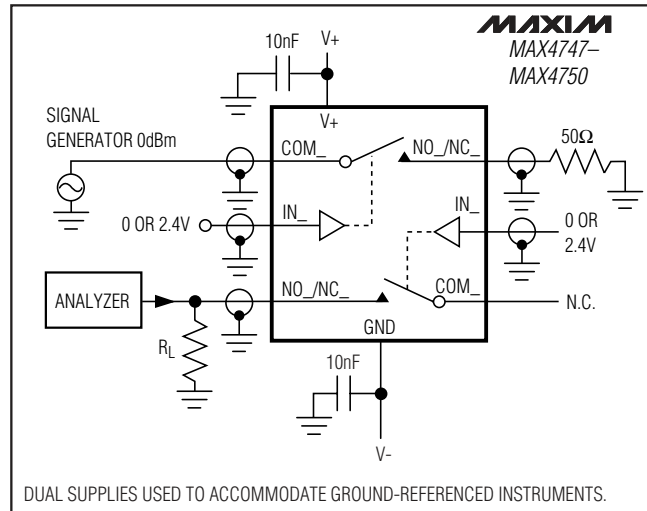 MAXIM
MAX4747–
MAX4750
10nF
V+
V+
SIGNAL
GENERATOR 0dBm
COM_
NO_/NC_
50Ω
IN_
IN_
0 OR 2.4V
0 OR
2.4V
ANALYZER
NO_/NC_
COM_
N.C.
GND
RL
10nF
V-
DUAL SUPPLIES USED TO ACCOMMODATE GROUND-REFERENCED INSTRUMENTS.